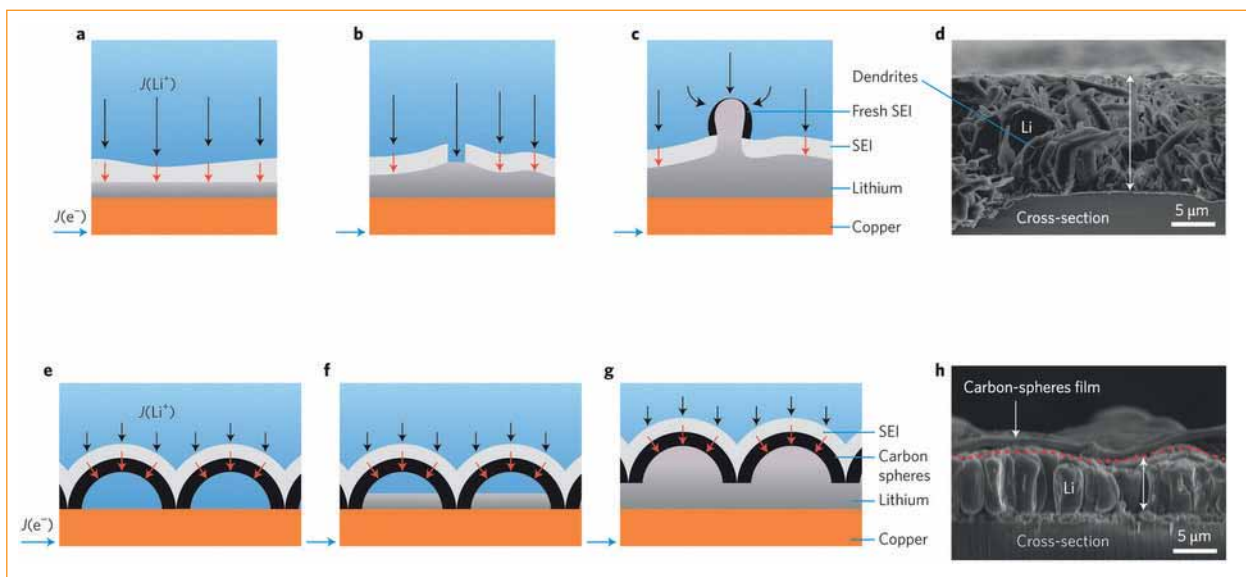 a
b
c
d
J(Li⁺)
Dendrites
Fresh SEI
SEI
Lithium
Copper
J(e⁻)
Li
Cross-section
5 μm
e
f
g
h
J(Li⁺)
Carbon-spheres film
SEI
Carbon
spheres
Lithium
Copper
J(e⁻)
Li
Cross-section
5 μm